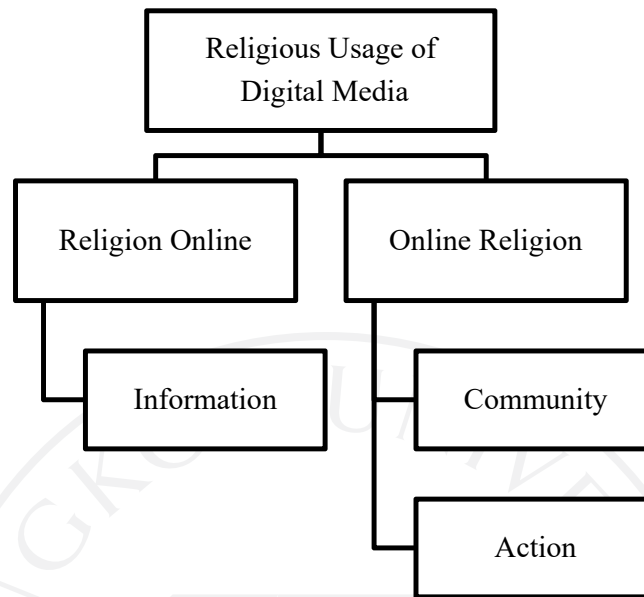 Religious Usage of
Digital Media
Religion Online
Online Religion
Information
Community
Action